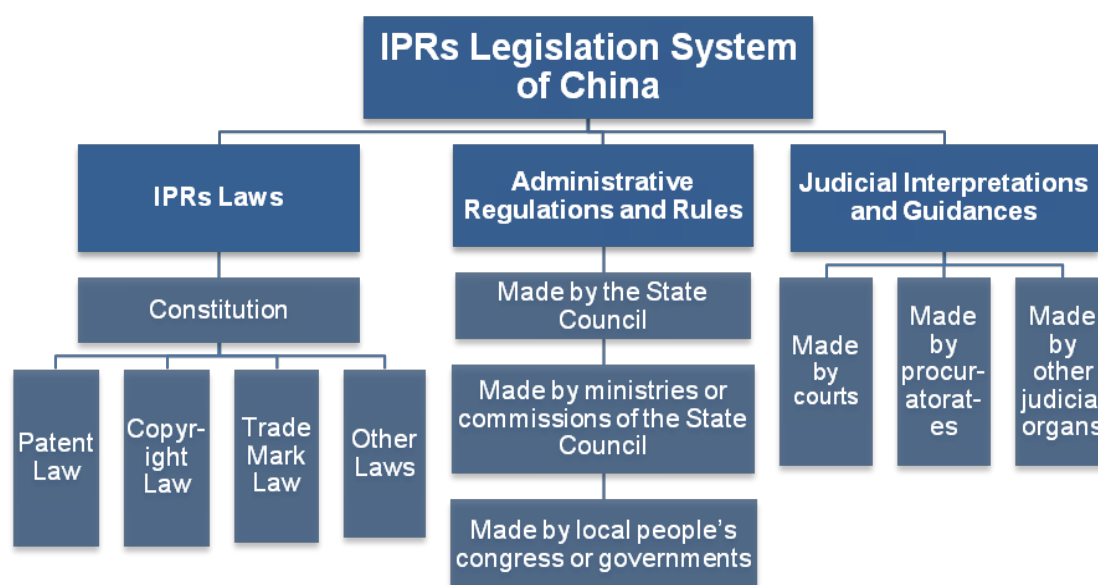 IPRs Legislation System
of China
IPRs Laws
Administrative
Regulations and Rules
Judicial Interpretations
and Guidances
Constitution
Patent
Law
Copyr-
ight
Law
Trade
Mark
Law
Other
Laws
Made by the State
Council
Made by ministries or
commissions of the State
Council
Made by local people’s
congress or governments
Made
by
courts
Made
by
procur-
atorat-
es
Made
by
other
judicial
organs